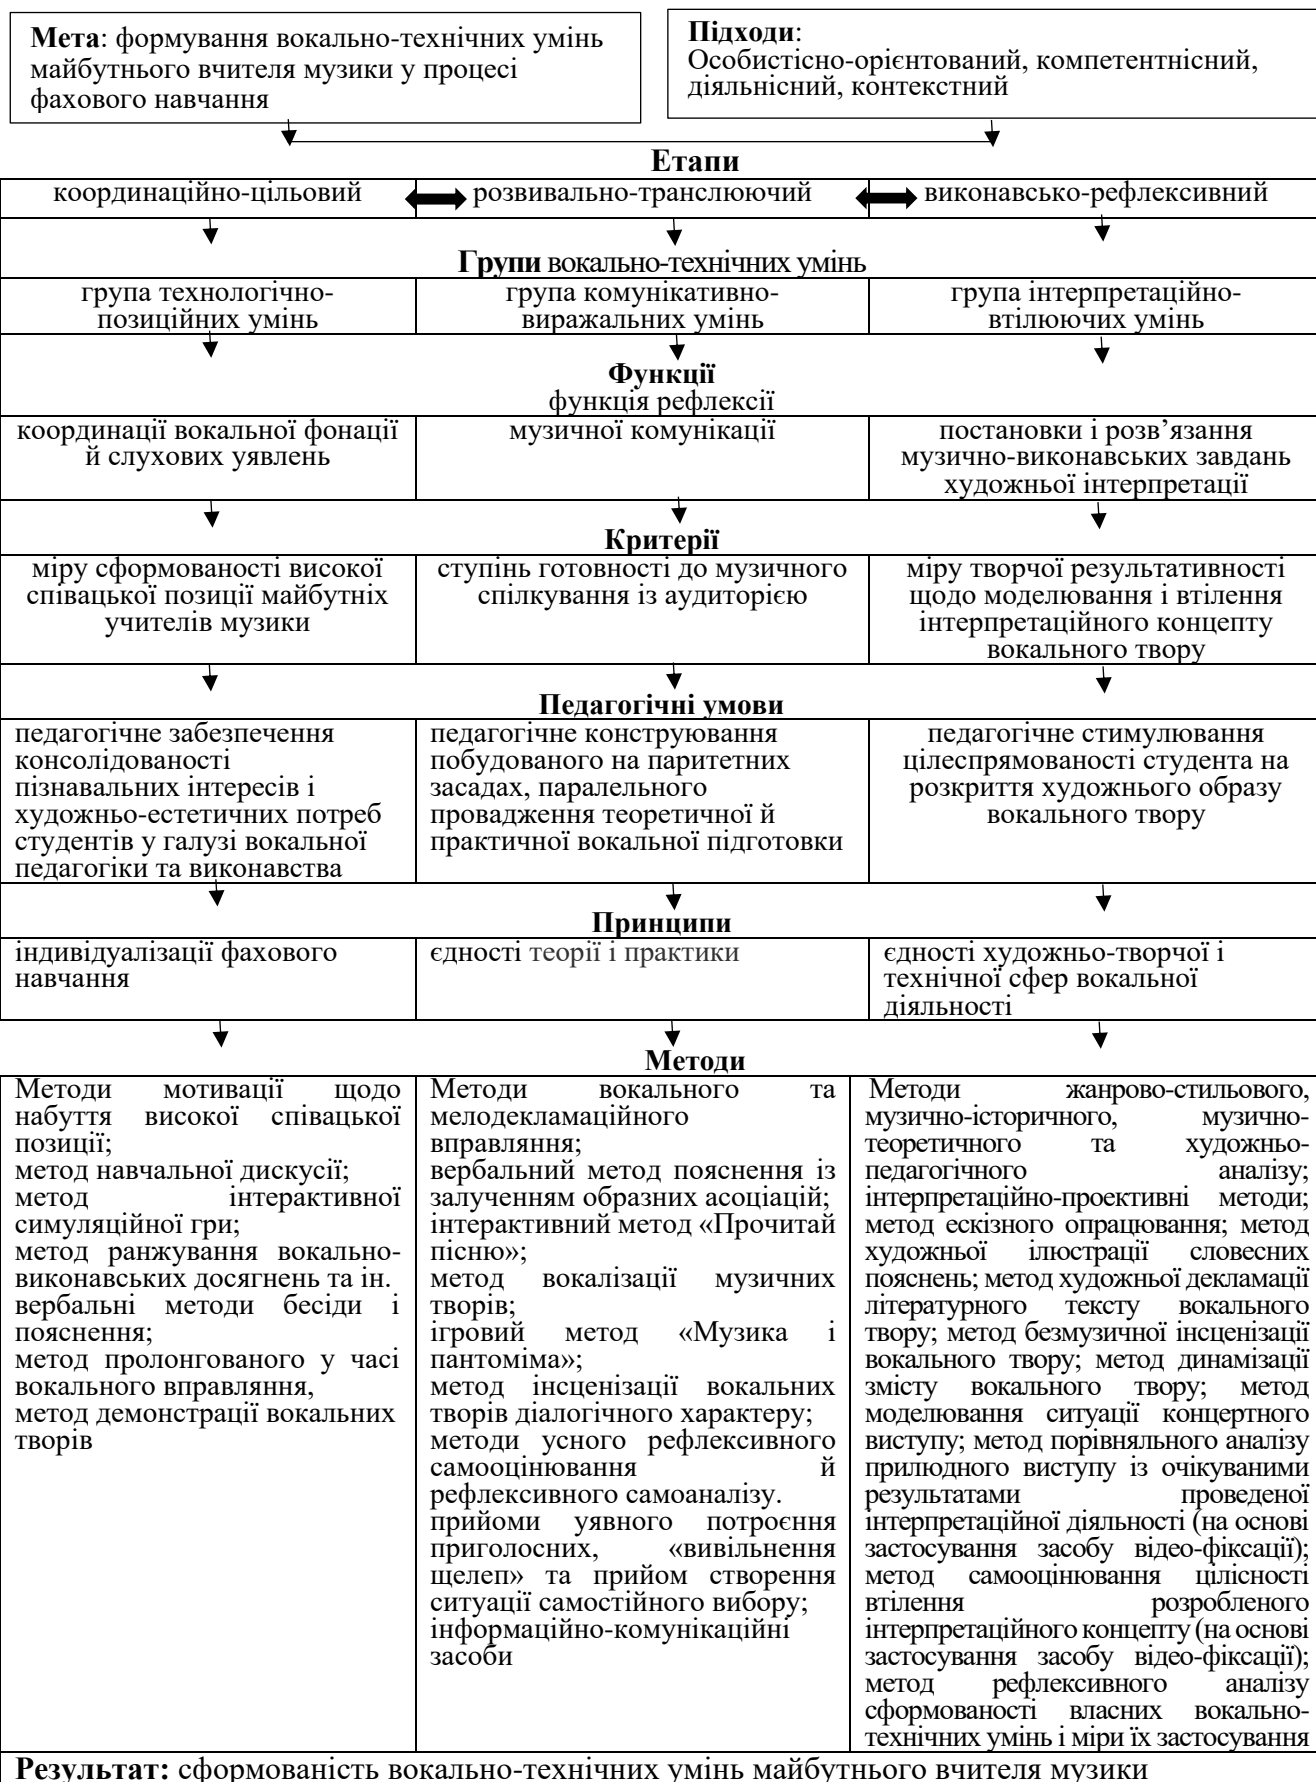 Мета: формування вокально-технічних умінь
майбутнього вчителя музики у процесі
фахового навчання
Підходи:
Особистісно-орієнтований, компетентнісний,
діяльнісний, контекстний
Етапи
координаційно-цільовий
розвивально-транслюючий
виконавсько-рефлексивний
Групи вокально-технічних умінь
група технологічно-
позиційних умінь
група комунікативно-
виражальних умінь
група інтерпретаційно-
втілюючих умінь
Функції
функція рефлексії
координації вокальної фонації
й слухових уявлень
музичної комунікації
постановки і розв’язання
музично-виконавських завдань
художньої інтерпретації
Критерії
міру сформованості високої
співацької позиції майбутніх
учителів музики
ступінь готовності до музичного
спілкування із аудиторією
міру творчої результативності
щодо моделювання і втілення
інтерпретаційного концепту
вокального твору
Педагогічні умови
педагогічне забезпечення
консолідованості
пізнавальних інтересів і
художньо-естетичних потреб
студентів у галузі вокальної
педагогіки та виконавства
педагогічне конструювання
побудованого на паритетних
засадах, паралельного
провадження теоретичної й
практичної вокальної підготовки
педагогічне стимулювання
цілеспрямованості студента на
розкриття художнього образу
вокального твору
Принципи
індивідуалізації фахового
навчання
єдності теорії і практики
єдності художньо-творчої і
технічної сфер вокальної
діяльності
Методи
Методи мотивації щодо
набуття високої співацької
позиції;
метод навчальної дискусії;
метод інтерактивної
симуляційної гри;
метод ранжування вокально-
виконавських досягнень та ін.
вербальні методи бесіди і
пояснення;
метод пролонгованого у часі
вокального вправляння,
метод демонстрації вокальних
творів
Методи вокального та
мелодекламаційного
вправляння;
вербальний метод пояснення із
залученням образних асоціацій;
інтерактивний метод «Прочитай
пісню»;
метод вокалізації музичних
творів;
ігровий метод «Музика і
пантоміма»;
метод інсценізації вокальних
творів діалогічного характеру;
методи усного рефлексивного
самооцінювання й
рефлексивного самоаналізу.
прийоми уявного потроєння
приголосних, «вивільнення
щелеп» та прийом створення
ситуації самостійного вибору;
інформаційно-комунікаційні
засоби
Методи жанрово-стильового,
музично-історичного, музично-
теоретичного та художньо-
педагогічного аналізу;
інтерпретаційно-проективні методи;
метод ескізного опрацювання; метод
художньої ілюстрації словесних
пояснень; метод художньої декламації
літературного тексту вокального
твору; метод безмузичної інсценізації
вокального твору; метод динамізації
змісту вокального твору; метод
моделювання ситуації концертного
виступу; метод порівняльного аналізу
прилюдного виступу із очікуваними
результатами проведеної
інтерпретаційної діяльності (на основі
застосування засобу відео-фіксації);
метод самооцінювання цілісності
втілення розробленого
інтерпретаційного концепту (на основі
застосування засобу відео-фіксації);
метод рефлексивного аналізу
сформованості власних вокально-
технічних умінь і міри їх застосування
Результат: сформованість вокально-технічних умінь майбутнього вчителя музики